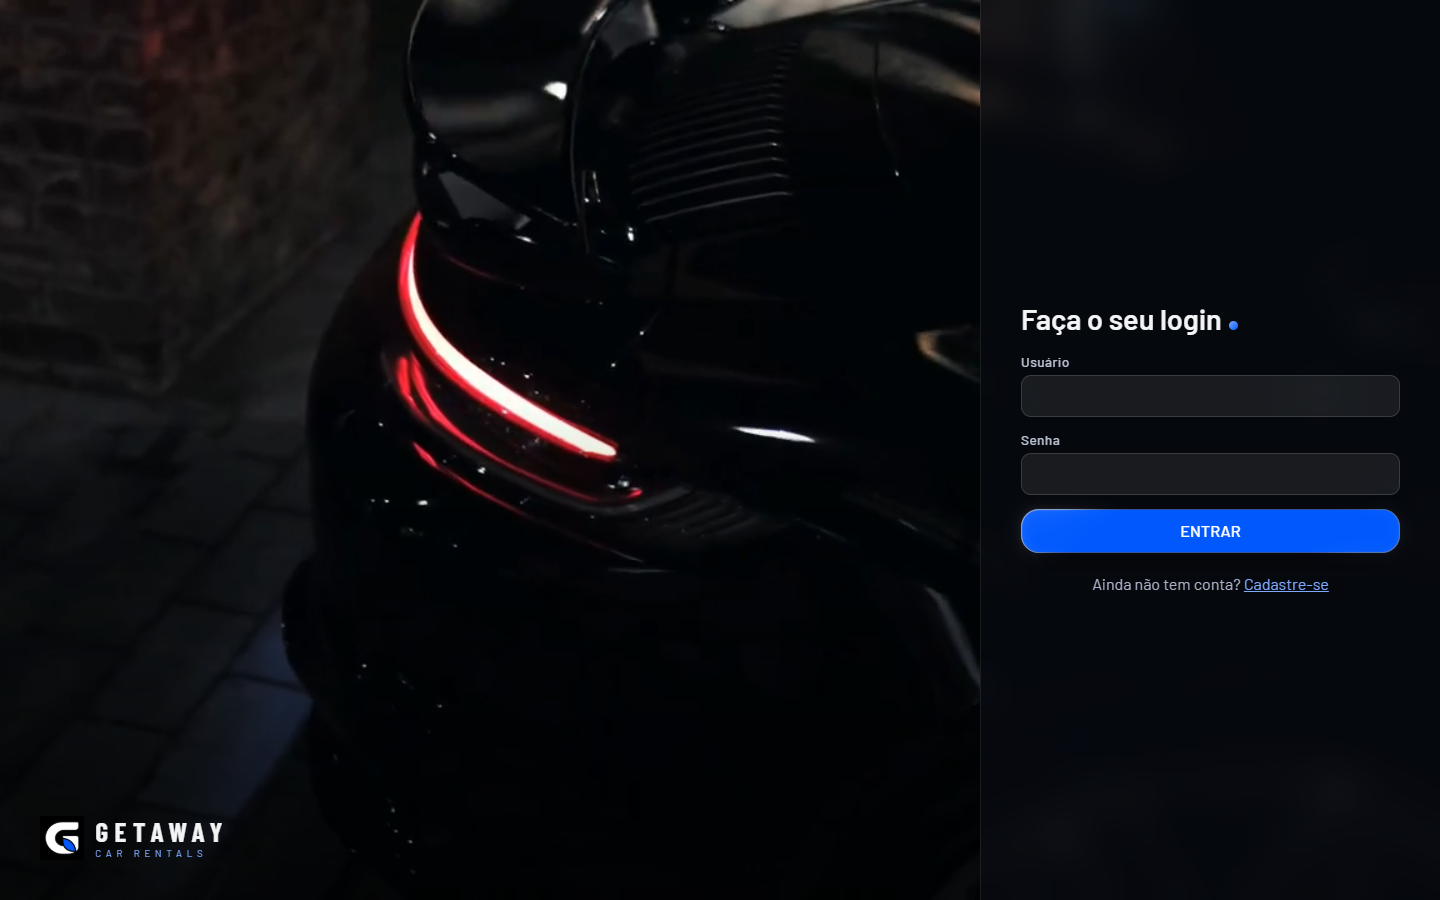 Faça o seu login
Usuário
Senha
ENTRAR
Ainda não tem conta? Cadastre-se
GETAWAY
CAR RENTALS